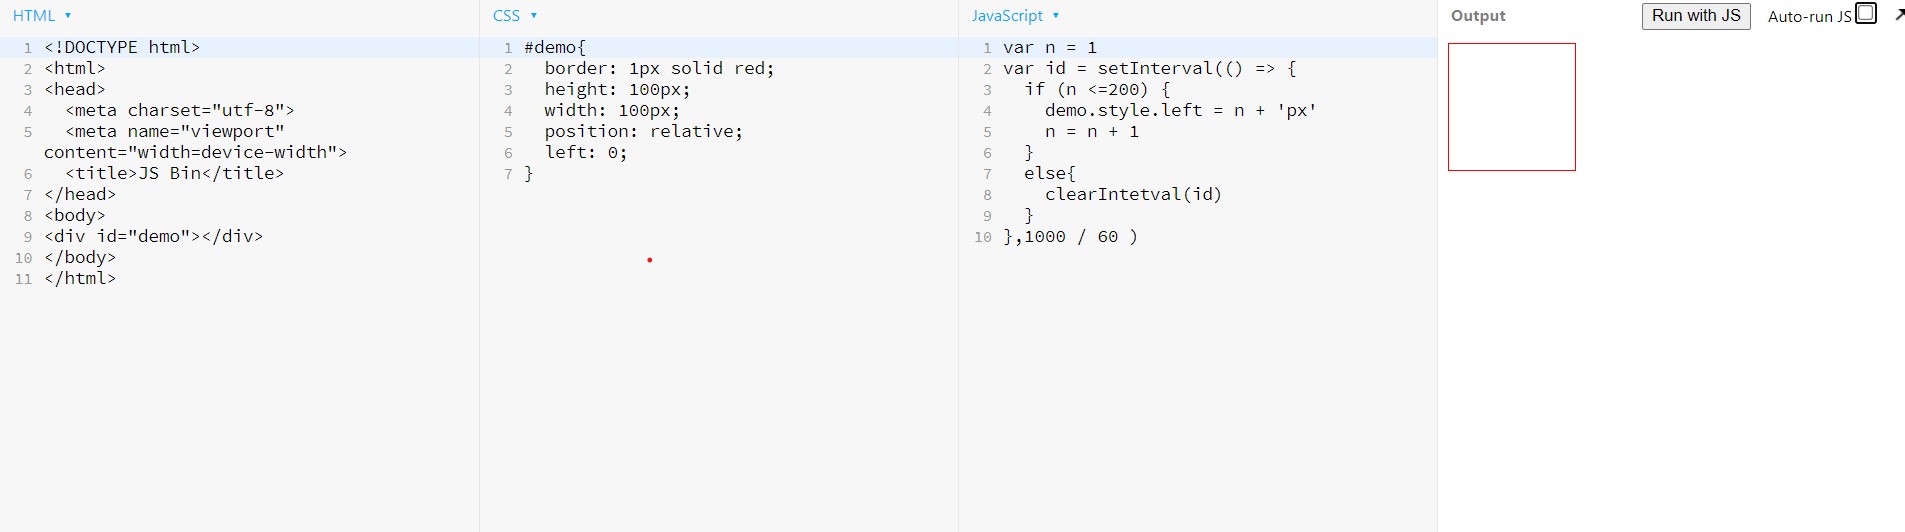 HTML ▾
1 <!DOCTYPE html>
2 <html>
3 <head>
4   <meta charset="utf-8">
5   <meta name="viewport"
content="width=device-width">
6   <title>JS Bin</title>
7 </head>
8 <body>
9 <div id="demo"></div>
10 </body>
11 </html>
CSS ▾
1 #demo{
2   border: 1px solid red;
3   height: 100px;
4   width: 100px;
5   position: relative;
6   left: 0;
7 }
JavaScript ▾
1 var n = 1
2 var id = setInterval(() => {
3   if (n <=200) {
4     demo.style.left = n + 'px'
5     n = n + 1
6   }
7   else{
8     clearIntetval(id)
9   }
10 },1000 / 60 )
Output
Run with JS
Auto-run JS